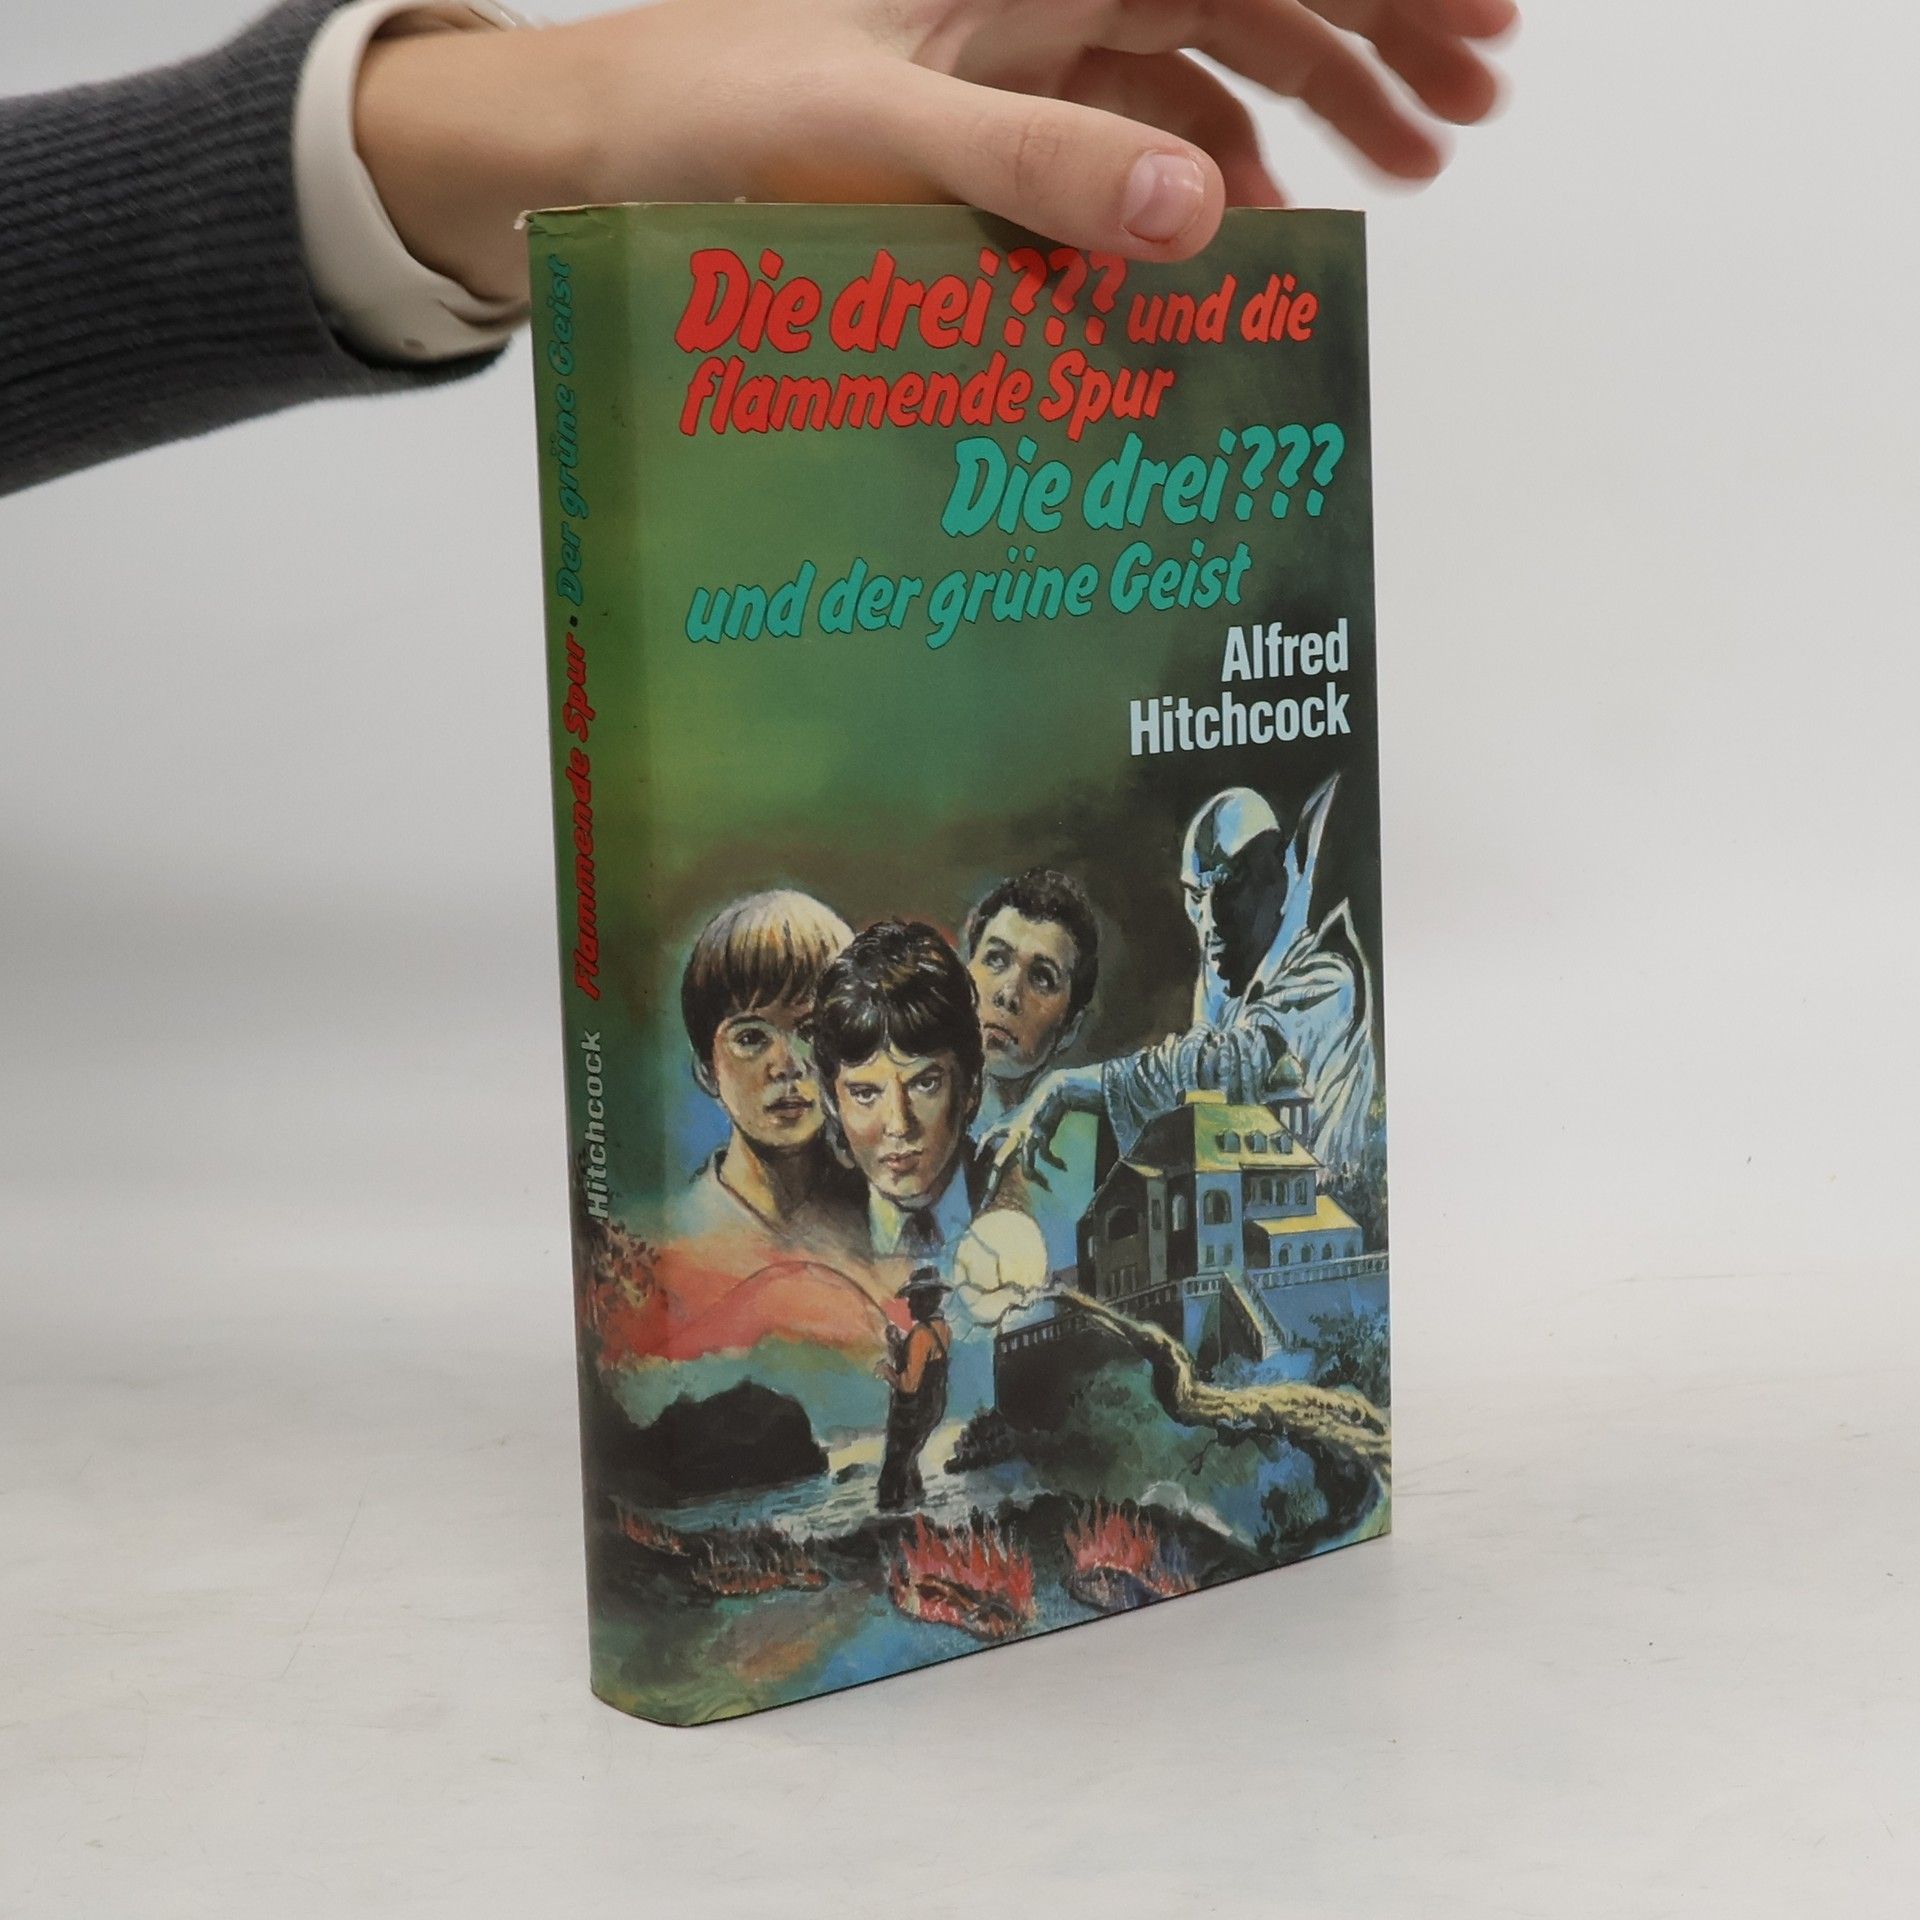 Die drei ??? und die
flammende Spur
Die drei???
und der grüne Geist
Alfred
Hitchcock
Hitchcock Flammende Spur · Der grüne Geist